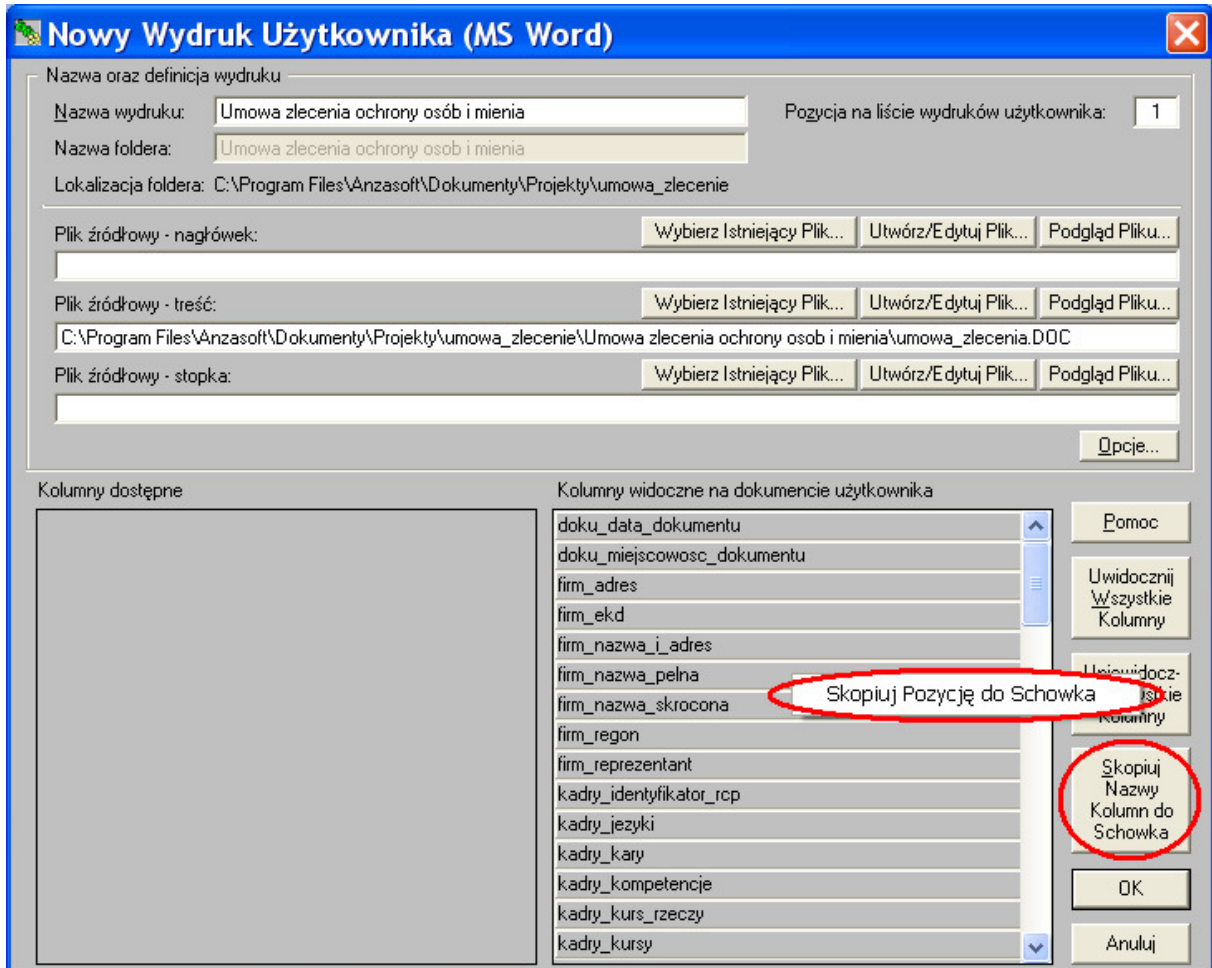 Nowy Wydruk Użytkownika (MS Word)
Nazwa oraz definicja wydruku
Nazwa wydruku: Umowa zlecenia ochrony osób i mienia Pozycja na liście wydruków użytkownika: 1
Nazwa foldera: Umowa zlecenia ochrony osob i mienia
Lokalizacja foldera: C:\Program Files\Anzasoft\Dokumenty\Projekty\umowa_zlecenie
Plik źródłowy - nagłówek: Wybierz Istniejący Plik... Utwórz/Edytuj Plik... Podgląd Pliku...
Plik źródłowy - treść: Wybierz Istniejący Plik... Utwórz/Edytuj Plik... Podgląd Pliku...
C:\Program Files\Anzasoft\Dokumenty\Projekty\umowa_zlecenie\Umowa zlecenia ochrony osob i mienia\umowa_zlecenia.DOC
Plik źródłowy - stopka: Wybierz Istniejący Plik... Utwórz/Edytuj Plik... Podgląd Pliku...
Opcje...
Kolumny dostępne
Kolumny widoczne na dokumencie użytkownika
doku_data_dokumentu
doku_miejscowosc_dokumentu
firm_adres
firm_ekd
firm_nazwa_i_adres
firm_nazwa_pelna
firm_nazwa_skrocona
firm_regon
firm_reprezentant
kadry_identyfikator_rcp
kadry_jezyki
kadry_kary
kadry_kompetencje
kadry_kurs_rzeczy
kadry_kursy
Skopiuj Pozycję do Schowka
Pomoc
Uwidocznij
Wszystkie
Kolumny
Kolumny
Skopiuj
Nazwy
Kolumn do
Schowka
OK
Anuluj